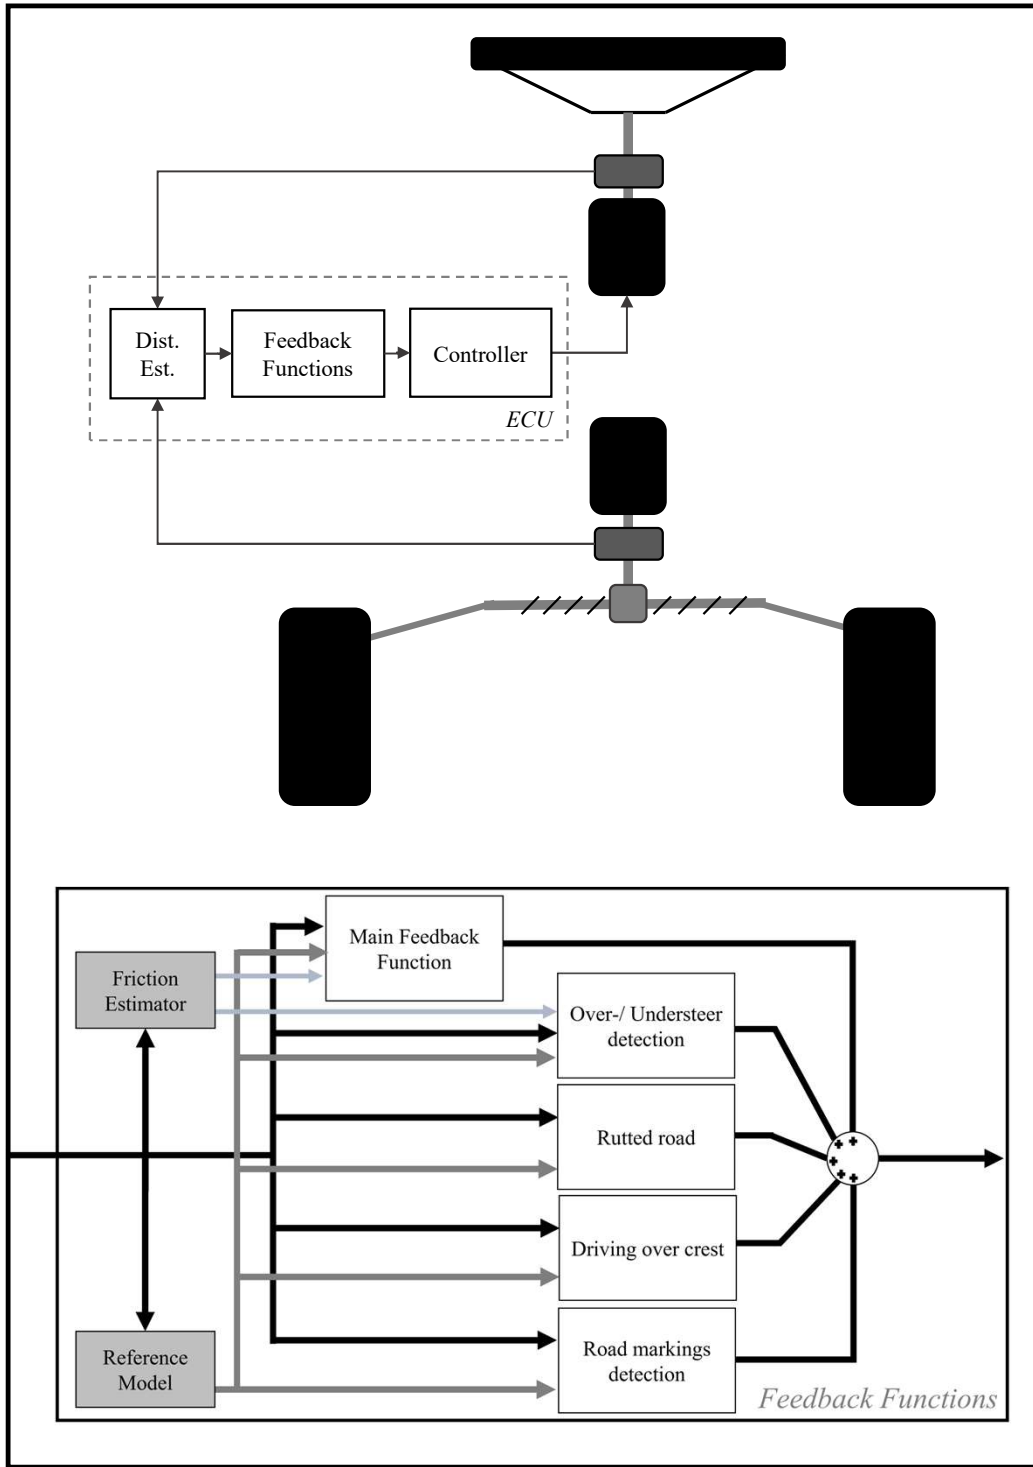 Dist.
Est.
Feedback
Functions
Controller
ECU
Main Feedback
Function
Friction
Estimator
Over-/ Understeer
detection
Rutted road
Driving over crest
Reference
Model
Road markings
detection
Feedback Functions